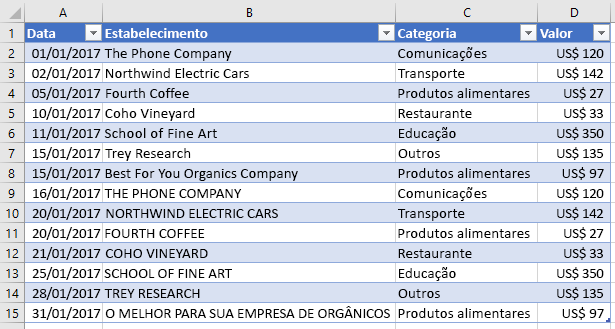 A B C D
1 Data Estabelecimento Categoria Valor
2 01/01/2017 The Phone Company Comunicações US$ 120
3 02/01/2017 Northwind Electric Cars Transporte US$ 142
4 05/01/2017 Fourth Coffee Produtos alimentares US$ 27
5 10/01/2017 Coho Vineyard Restaurante US$ 33
6 11/01/2017 School of Fine Art Educação US$ 350
7 15/01/2017 Trey Research Outros US$ 135
8 15/01/2017 Best For You Organics Company Produtos alimentares US$ 97
9 16/01/2017 THE PHONE COMPANY Comunicações US$ 120
10 20/01/2017 NORTHWIND ELECTRIC CARS Transporte US$ 142
11 20/01/2017 FOURTH COFFEE Produtos alimentares US$ 27
12 21/01/2017 COHO VINEYARD Restaurante US$ 33
13 25/01/2017 SCHOOL OF FINE ART Educação US$ 350
14 28/01/2017 TREY RESEARCH Outros US$ 135
15 31/01/2017 O MELHOR PARA SUA EMPRESA DE ORGÂNICOS Produtos alimentares US$ 97